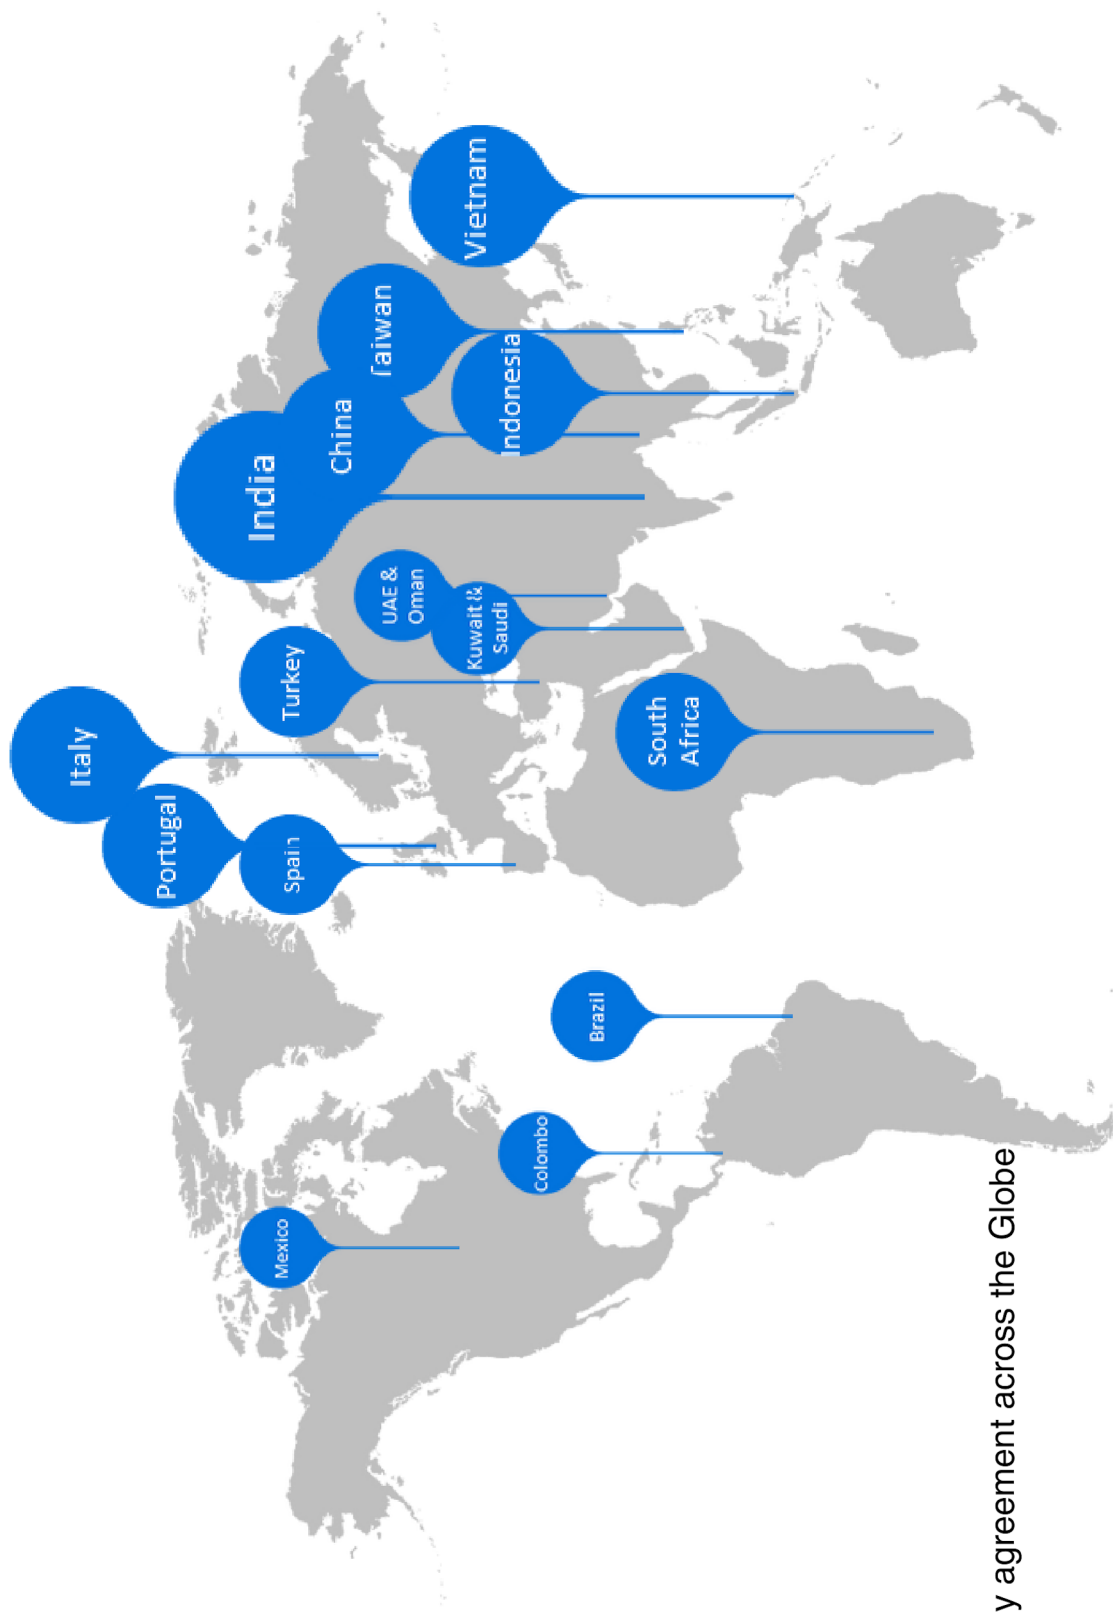 Mexico
Colombo
Brazil
Spain
Portugal
Italy
Turkey
South
Africa
UAE &
Oman
Kuwait &
Saudi
India
China
Taiwan
Indonesia
Vietnam
y agreement across the Globe